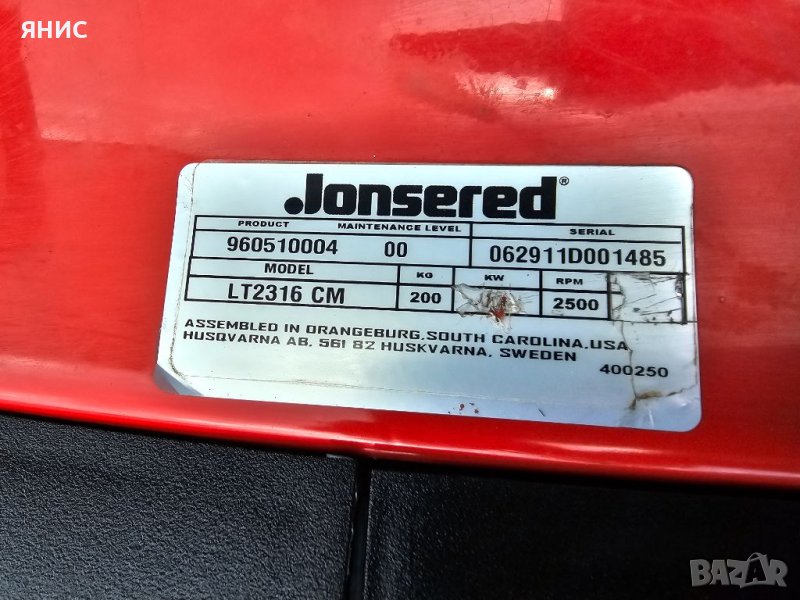 ЯНИС
Jonsered®
PRODUCT MAINTENANCE LEVEL SERIAL
960510004 00 062911D001485
MODEL KG KW RPM
LT2316 CM 200 2500
ASSEMBLED IN ORANGEBURG, SOUTH CAROLINA, USA
HUSQVARNA AB, 561 82 HUSKVARNA, SWEDEN
400250
BAZAR